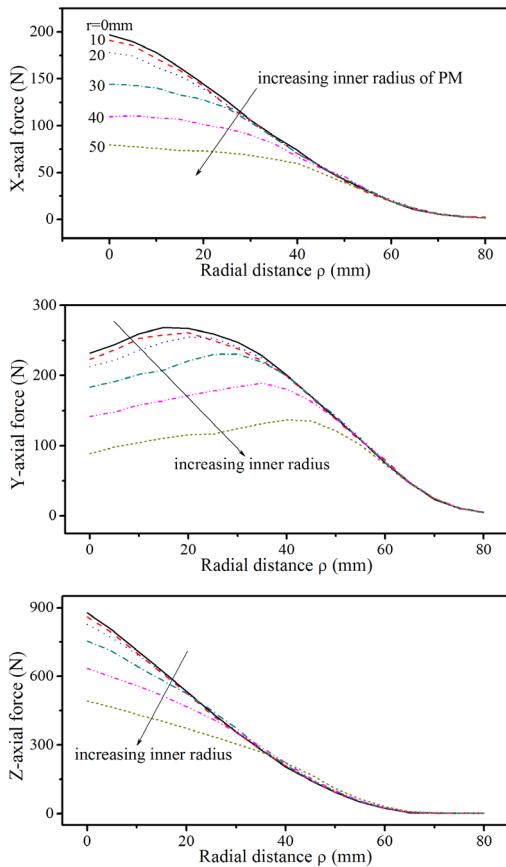 r=0mm
10
20
30
40
50
increasing inner radius of PM
X-axal force (N)
200
150
100
50
0
0 20 40 60 80
Radial distance ρ (mm)
increasing inner radius
Y-axial force (N)
300
200
100
0
0 20 40 60 80
Radial distance ρ (mm)
increasing inner radius
Z-axial force (N)
900
600
300
0
0 20 40 60 80
Radial distance ρ (mm)